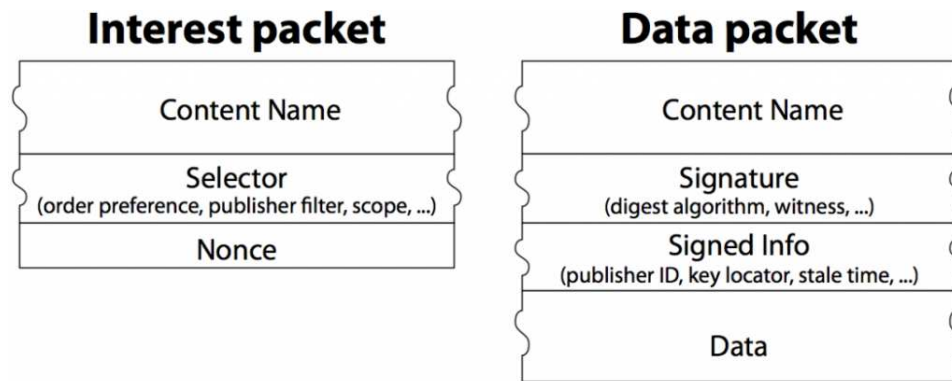 Interest packet
Content Name
Selector
(order preference, publisher filter, scope, ...)
Nonce
Data packet
Content Name
Signature
(digest algorithm, witness, ...)
Signed Info
(publisher ID, key locator, stale time, ...)
Data